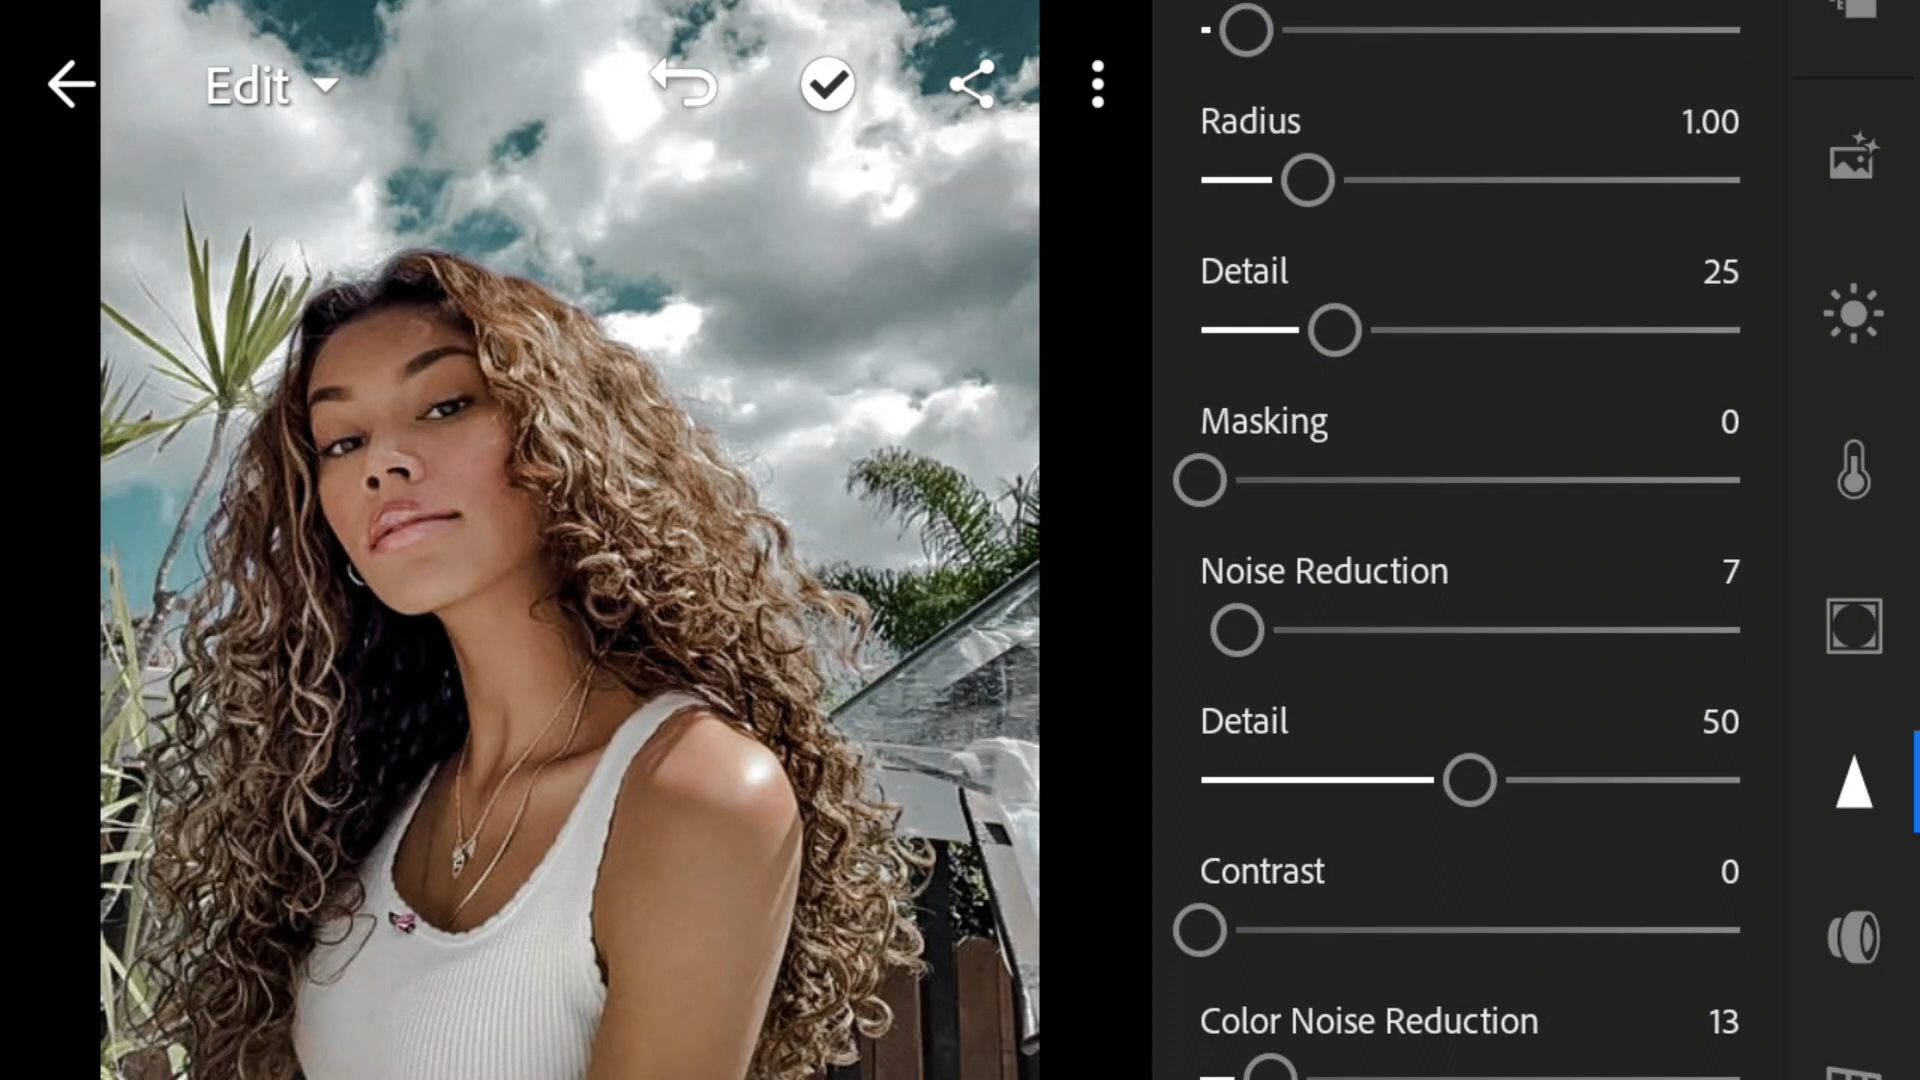 Edit
Radius 1.00
Detail 25
Masking 0
Noise Reduction 7
Detail 50
Contrast 0
Color Noise Reduction 13